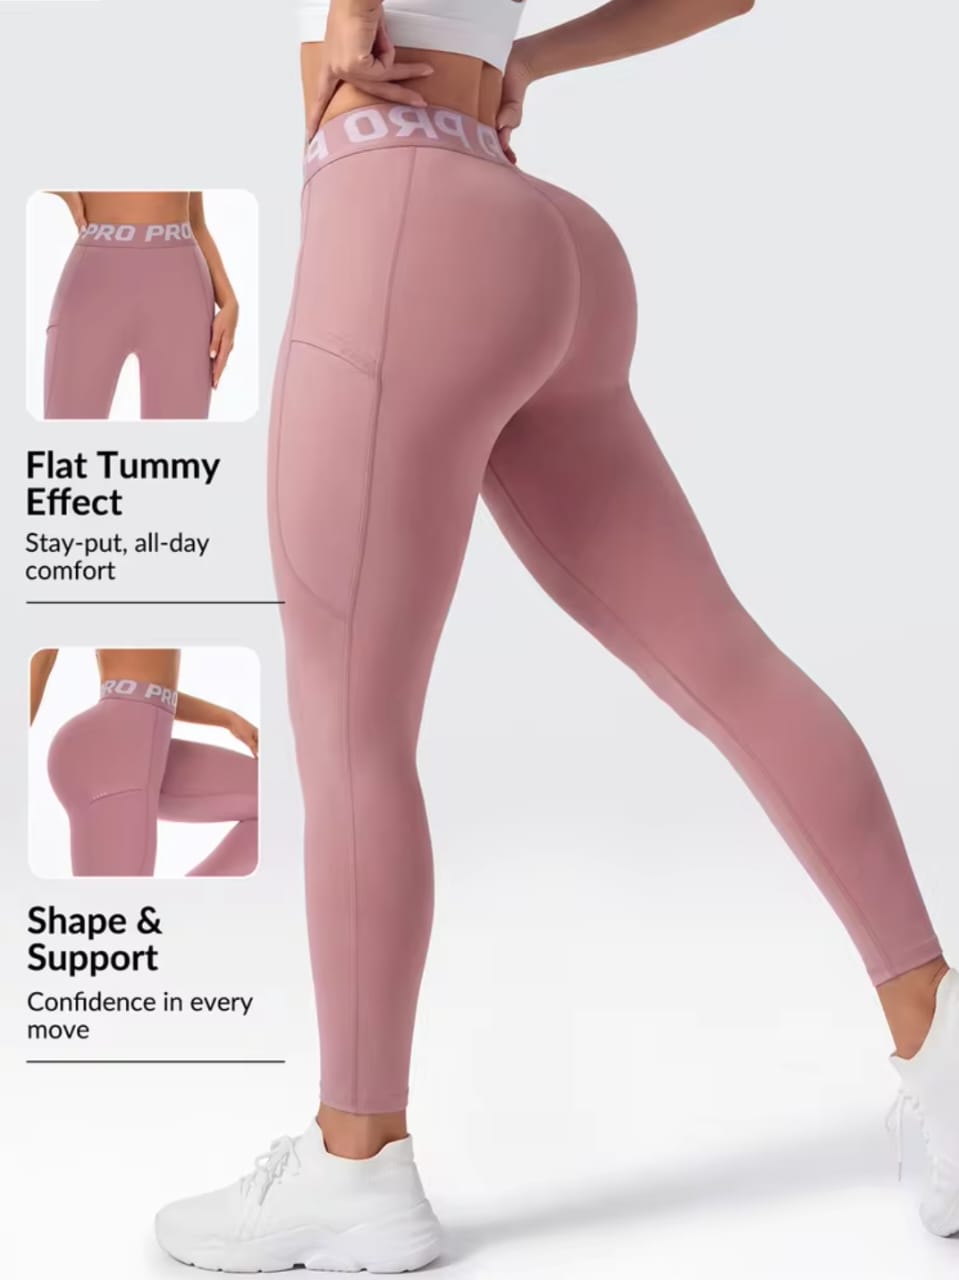 PRO PRO
PRO PRO
Flat Tummy
Effect
Stay-put, all-day
comfort
RO PRO
Shape &
Support
Confidence in every
move